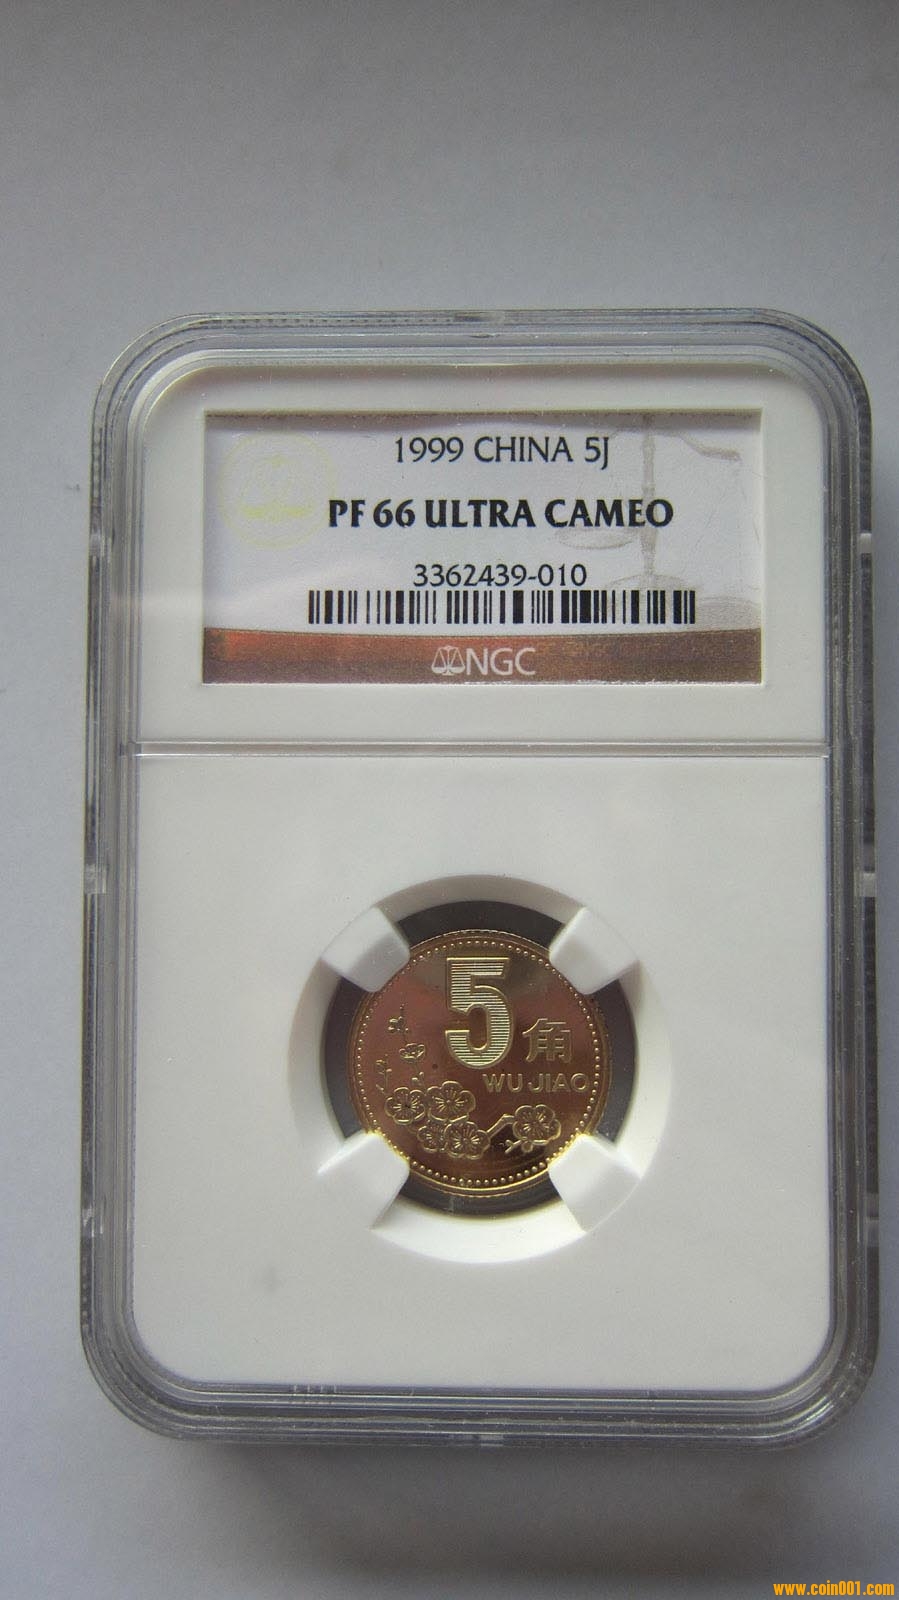 1999 CHINA 5J
PF 66 ULTRA CAMEO
3362439-010
NGC
5角
WU JIAO
www.coin001.com